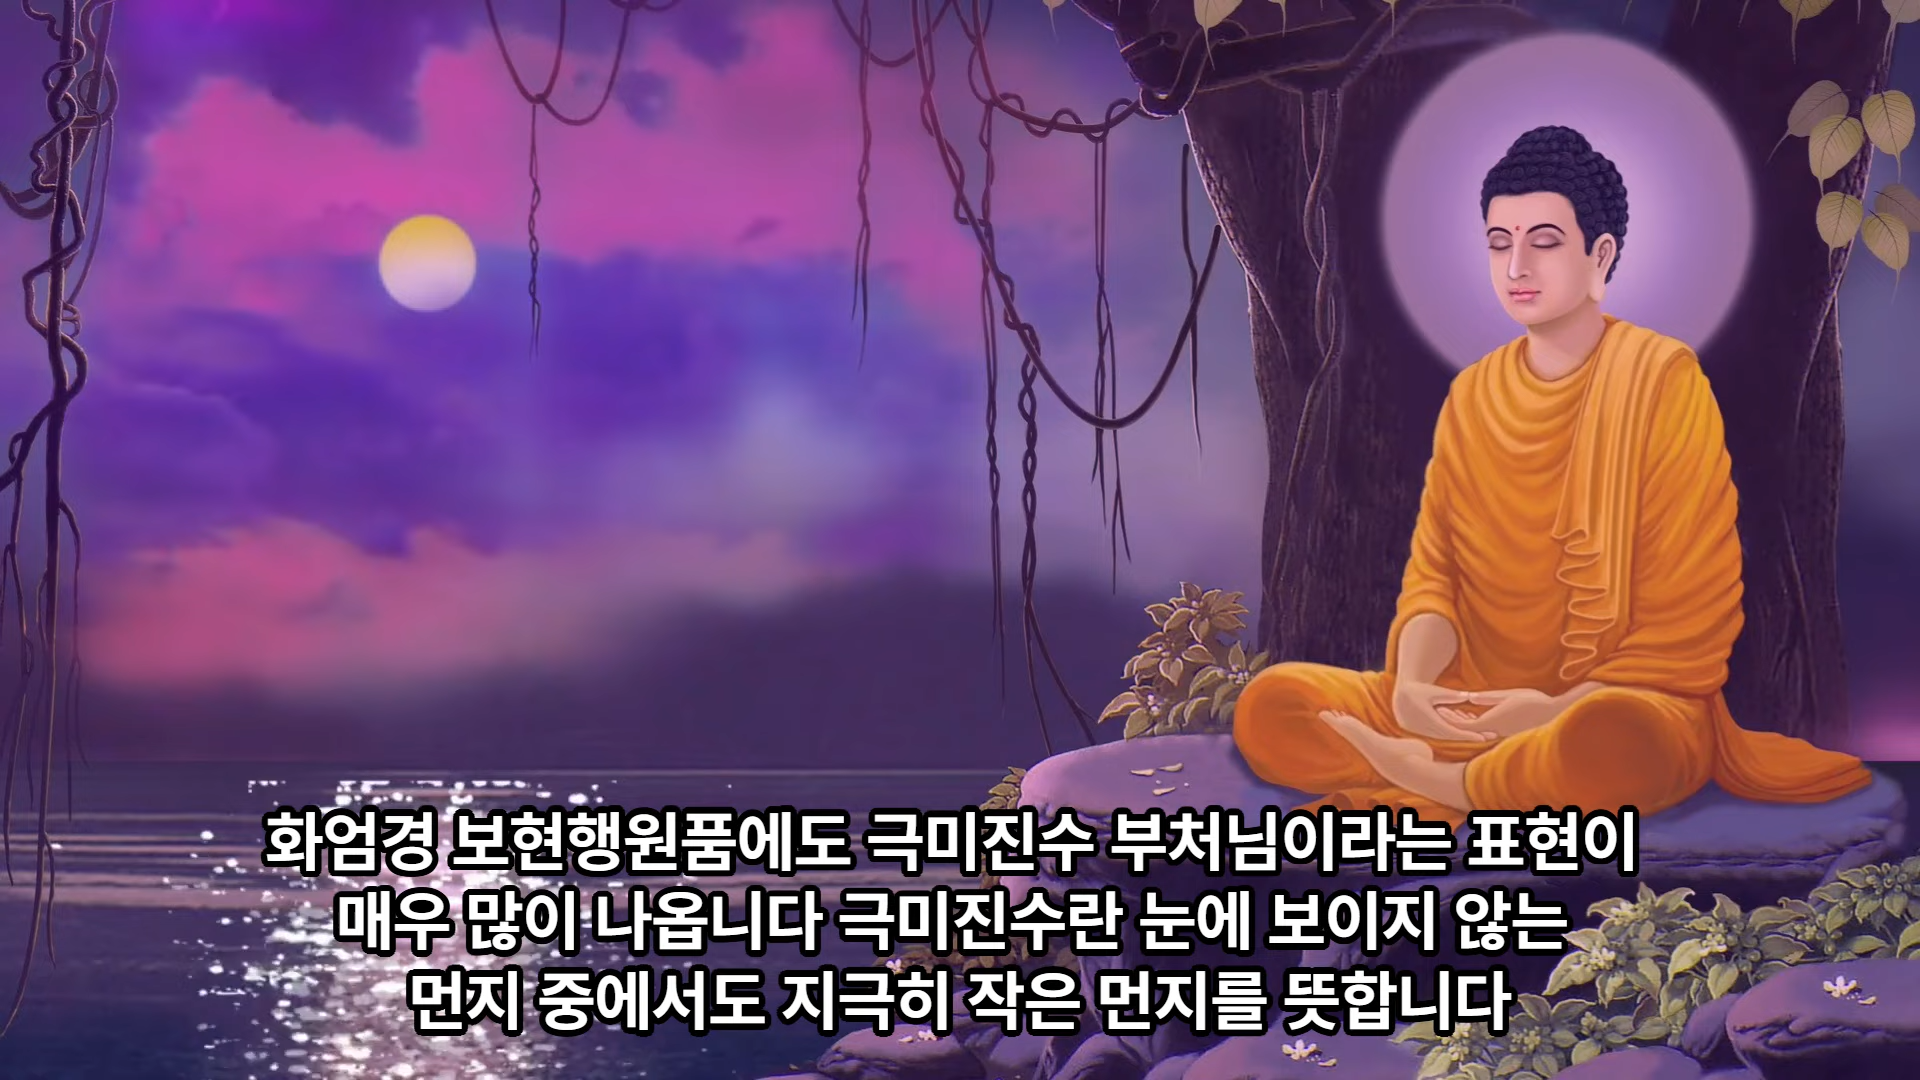 화엄경 보현행원품에도 극미진수 부처님이라는 표현이
매우 많이 나옵니다 극미진수란 눈에 보이지 않는
먼지 중에서도 지극히 작은 먼지를 뜻합니다